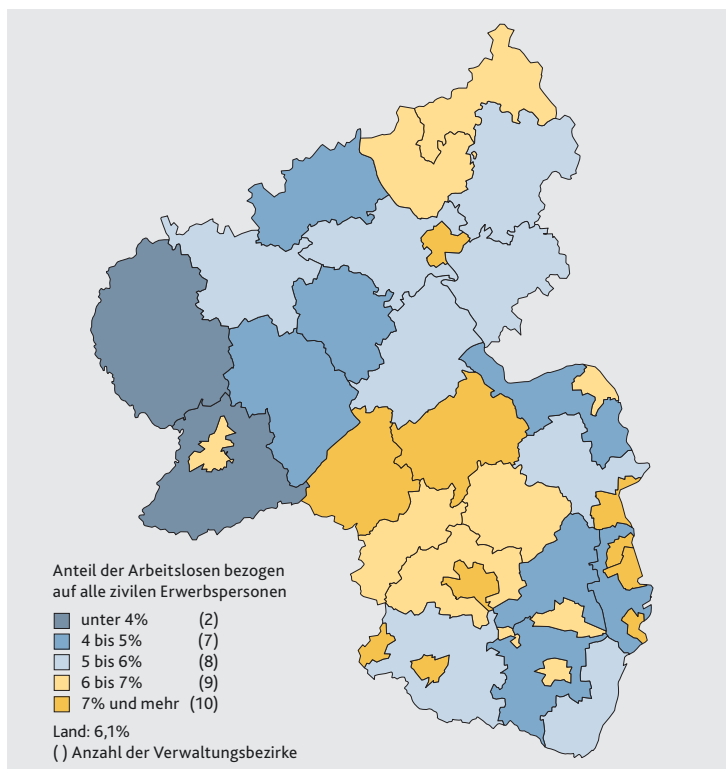 Anteil der Arbeitslosen bezogen
auf alle zivilen Erwerbspersonen
unter 4% (2)
4 bis 5% (7)
5 bis 6% (8)
6 bis 7% (9)
7% und mehr (10)
Land: 6,1%
( ) Anzahl der Verwaltungsbezirke